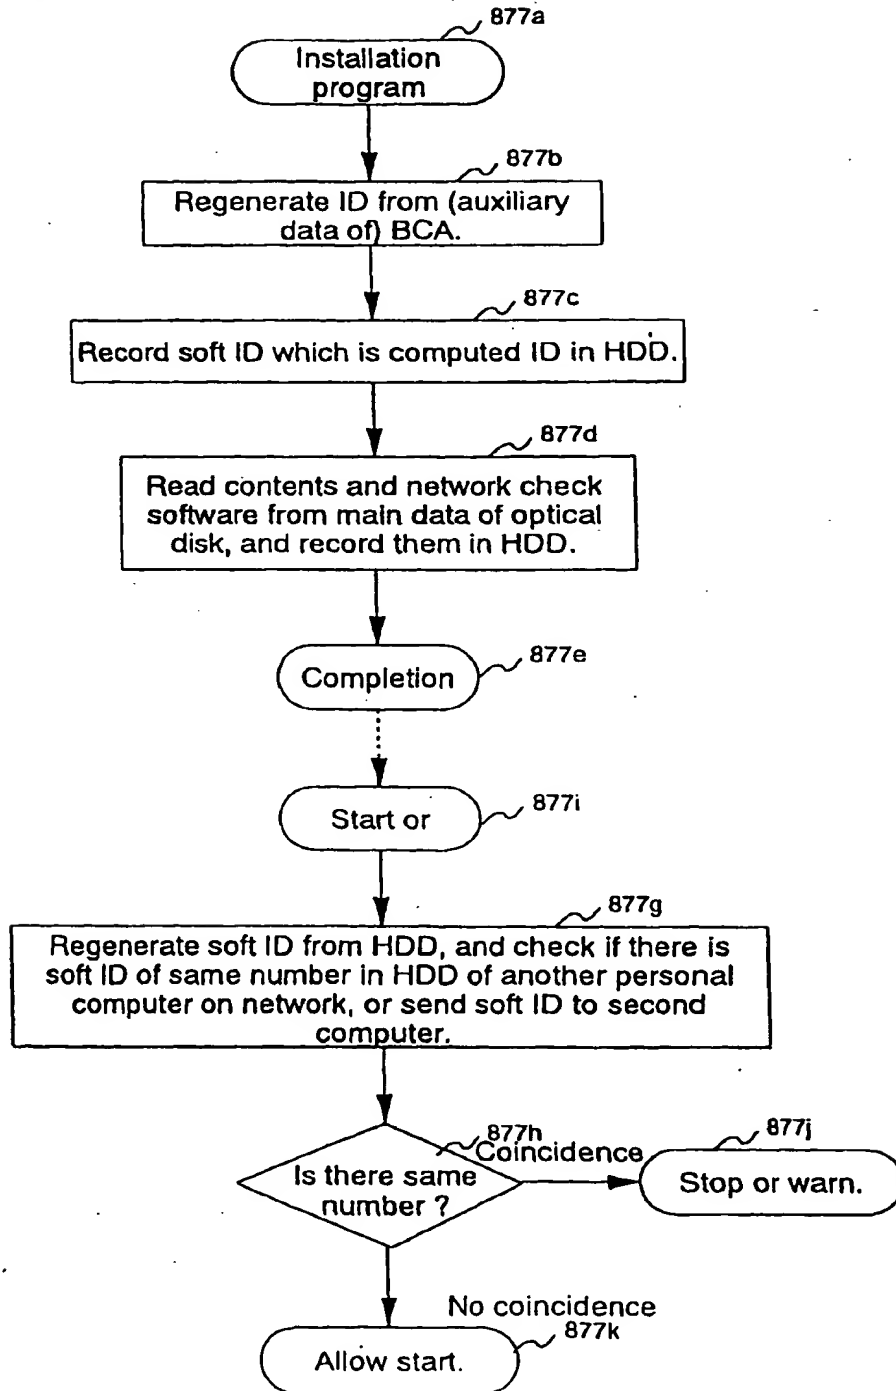 877a
Installation
program
877b
Regenerate ID from (auxiliary
data of) BCA.
877c
Record soft ID which is computed ID in HDD.
877d
Read contents and network check
software from main data of optical
disk, and record them in HDD.
877e
Completion
877i
Start or
877g
Regenerate soft ID from HDD, and check if there is
soft ID of same number in HDD of another personal
computer on network, or send soft ID to second
computer.
877h
Coincidence
877j
Is there same
number ?
Stop or warn.
No coincidence
877k
Allow start.